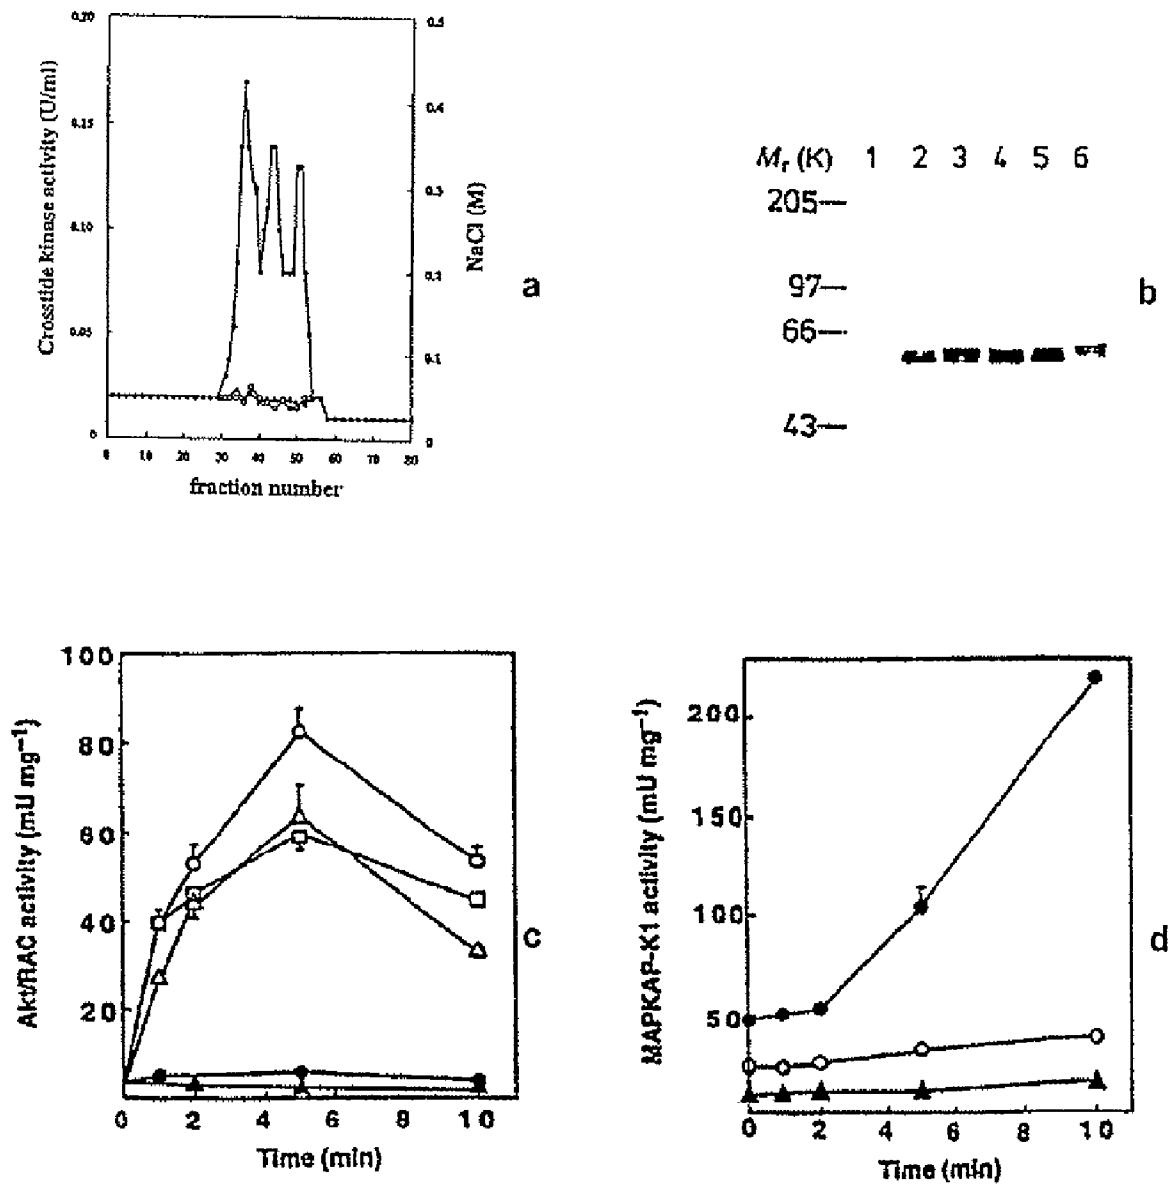 0.20
0.15
0.10
0.05
0
0.5
0.4
0.3
0.2
0.1
0
Crosstide kinase activity (U/ml)
NaCl (M)
0 10 20 30 40 50 60 70 80
fraction number
a
Mr (K) 1 2 3 4 5 6
205
97
66
43
b
100
80
60
40
20
Akt/RAC activity (mU mg⁻¹)
0 2 4 6 8 10
Time (min)
c
200
150
100
50
MAPKAP-K1 activity (mU mg⁻¹)
0 2 4 6 8 10
Time (min)
d